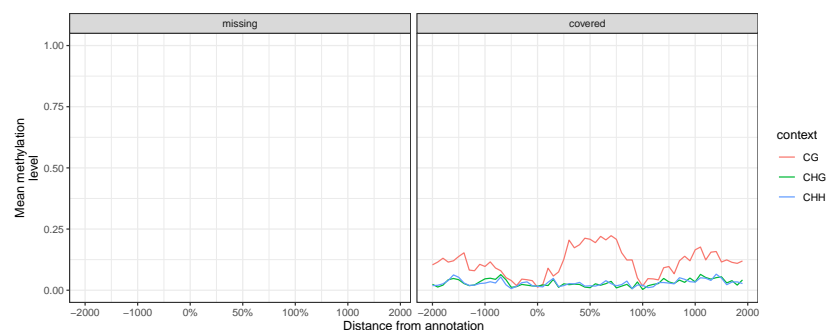 missing covered
1.00
0.75
0.50
0.25
0.00
Mean methylation
level
−2000 −1000 0% 50% 100% 1000 2000 −2000 −1000 0% 50% 100% 1000 2000
Distance from annotation
context
CG
CHG
CHH